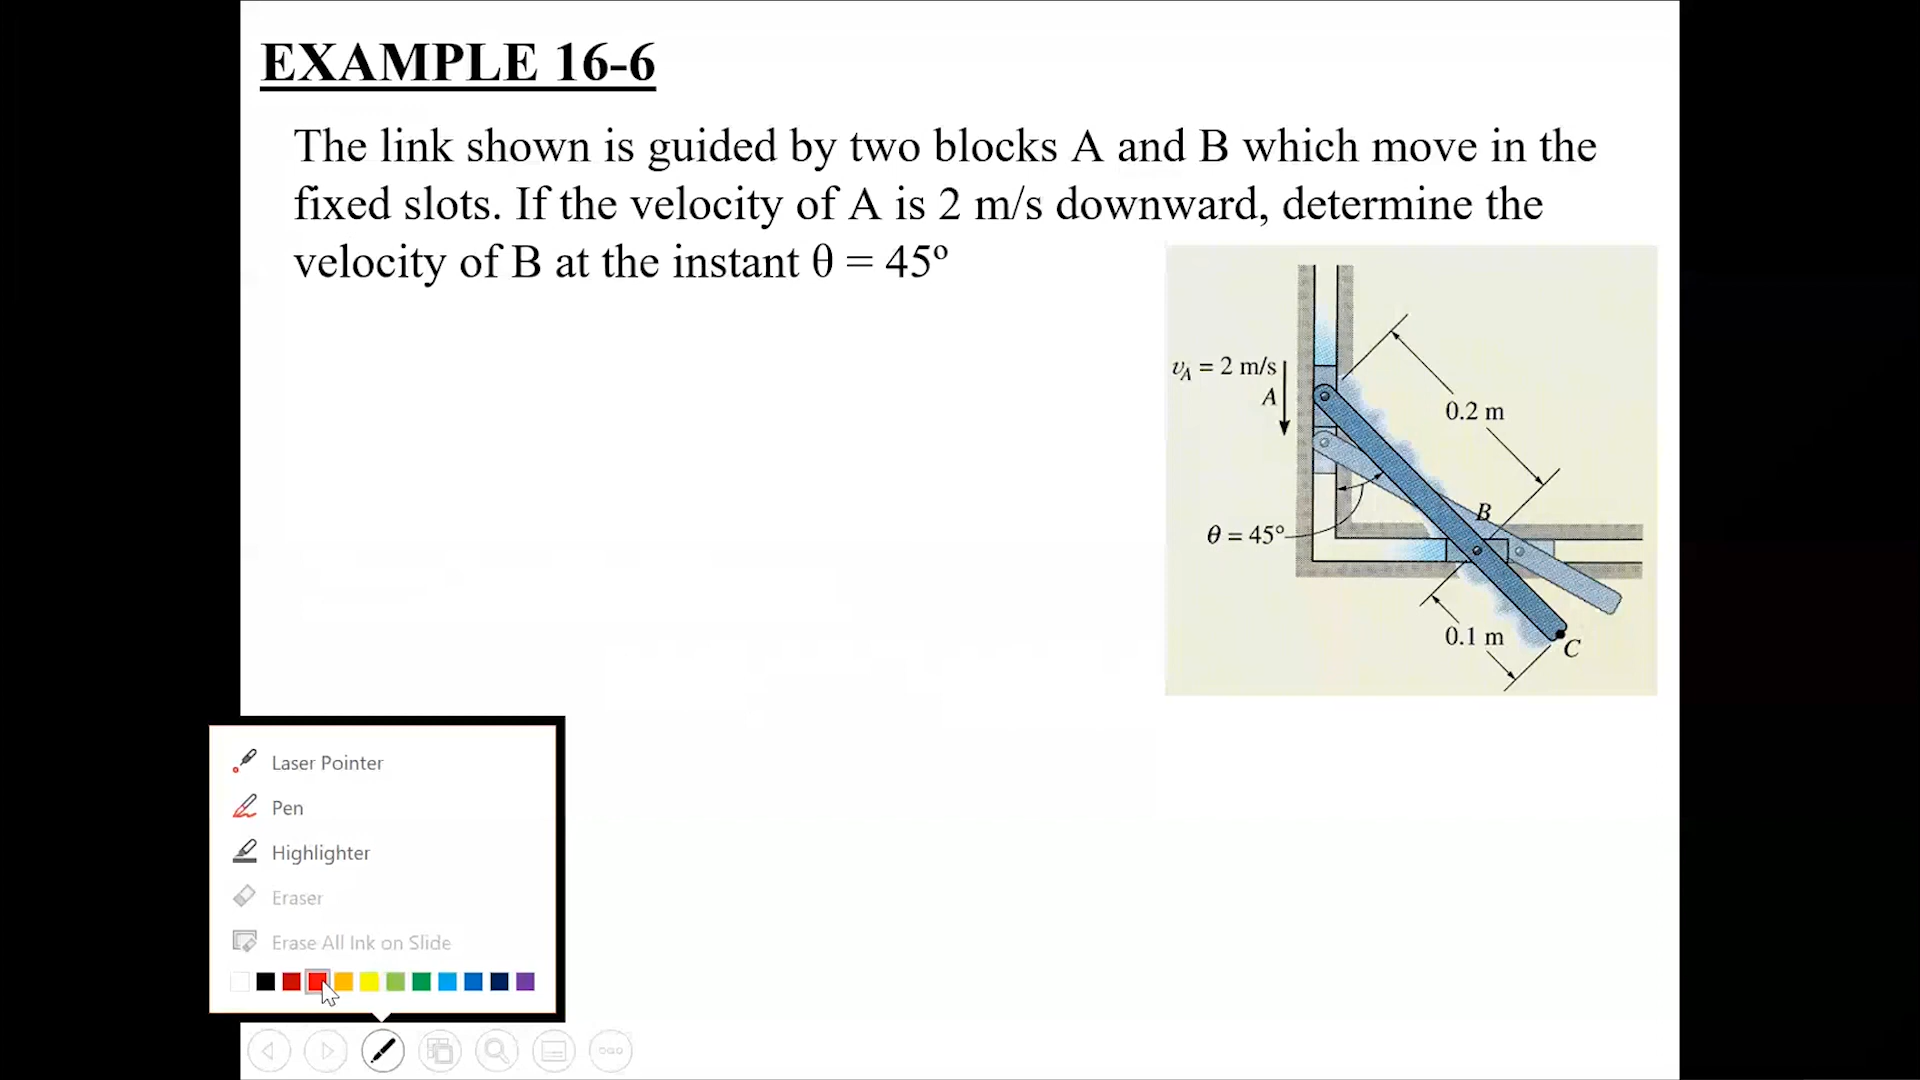 EXAMPLE 16-6
The link shown is guided by two blocks A and B which move in the
fixed slots. If the velocity of A is 2 m/s downward, determine the
velocity of B at the instant θ = 45º
v_A = 2 m/s
A
0.2 m
B
θ = 45°
0.1 m
C
Laser Pointer
Pen
Highlighter
Eraser
Erase All Ink on Slide